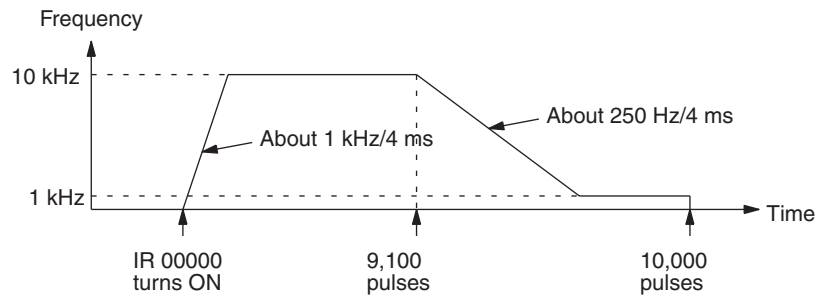 Frequency
10 kHz
About 1 kHz/4 ms
About 250 Hz/4 ms
1 kHz
Time
IR 00000
turns ON
9,100
pulses
10,000
pulses